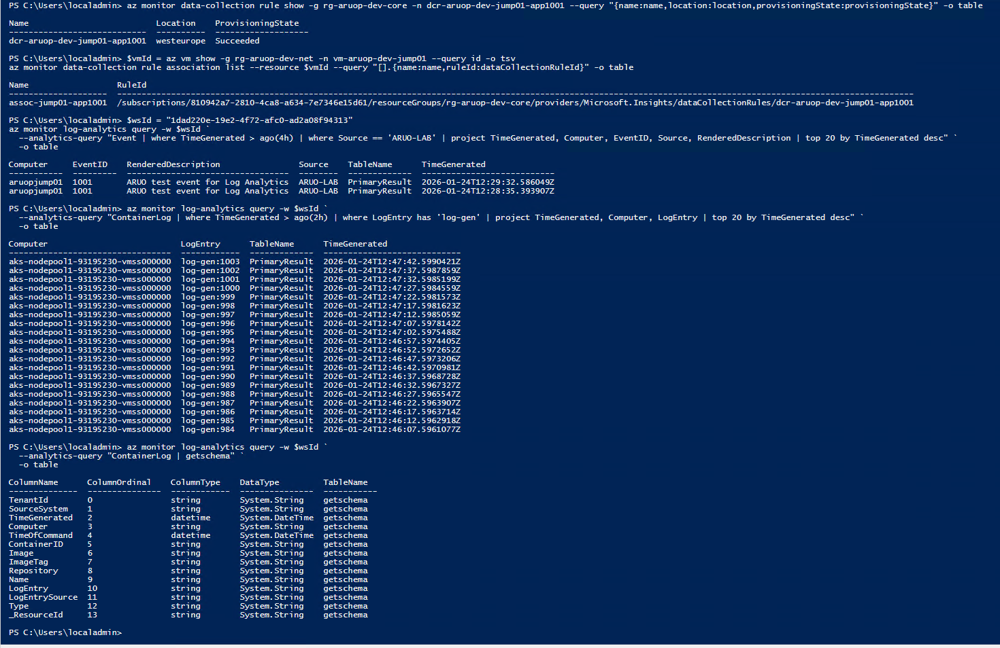 PS C:\Users\localadmin> az monitor data-collection rule show -g rg-aruop-dev-core -n dcr-aruop-dev-jump01-app1001 --query "{name:name,location:location,provisioningState:provisioningState}" -o table
Name                          Location    ProvisioningState
----------------------------  ----------  -------------------
dcr-aruop-dev-jump01-app1001  westeurope  Succeeded
PS C:\Users\localadmin> $vmId = az vm show -g rg-aruop-dev-net -n vm-aruop-dev-jump01 --query id -o tsv
az monitor data-collection rule association list --resource $vmId --query "[].{name:name,ruleId:dataCollectionRuleId}" -o table
Name                  RuleId
--------------------  ------------------------------------------------------------------------------------------------------------------------------------------------------------------
assoc-jump01-app1001  /subscriptions/810942a7-2810-4ca8-a634-7e7346e15d61/resourceGroups/rg-aruop-dev-core/providers/Microsoft.Insights/dataCollectionRules/dcr-aruop-dev-jump01-app1001
PS C:\Users\localadmin> $wsId = "1dad220e-19e2-4f72-afc0-ad2a08f94313"
az monitor log-analytics query -w $wsId `
  --analytics-query "Event | where TimeGenerated > ago(4h) | where Source == 'ARUO-LAB' | project TimeGenerated, Computer, EventID, Source, RenderedDescription | top 20 by TimeGenerated desc" `
  -o table
Computer     EventID    RenderedDescription                Source    TableName      TimeGenerated
-----------  ---------  ---------------------------------  --------  -------------  ---------------------------
aruopjump01  1001       ARUO test event for Log Analytics  ARUO-LAB  PrimaryResult  2026-01-24T12:29:32.586049Z
aruopjump01  1001       ARUO test event for Log Analytics  ARUO-LAB  PrimaryResult  2026-01-24T12:28:35.393907Z
PS C:\Users\localadmin> az monitor log-analytics query -w $wsId `
  --analytics-query "ContainerLog | where TimeGenerated > ago(2h) | where LogEntry has 'log-gen' | project TimeGenerated, Computer, LogEntry | top 20 by TimeGenerated desc" `
  -o table
Computer                           LogEntry      TableName      TimeGenerated
---------------------------------  ------------  -------------  ----------------------------
aks-nodepool1-93195230-vmss000000  log-gen:1003  PrimaryResult  2026-01-24T12:47:42.5990421Z
aks-nodepool1-93195230-vmss000000  log-gen:1002  PrimaryResult  2026-01-24T12:47:37.5987859Z
aks-nodepool1-93195230-vmss000000  log-gen:1001  PrimaryResult  2026-01-24T12:47:32.5985199Z
aks-nodepool1-93195230-vmss000000  log-gen:1000  PrimaryResult  2026-01-24T12:47:27.5984559Z
aks-nodepool1-93195230-vmss000000  log-gen:999   PrimaryResult  2026-01-24T12:47:22.5981573Z
aks-nodepool1-93195230-vmss000000  log-gen:998   PrimaryResult  2026-01-24T12:47:17.5981623Z
aks-nodepool1-93195230-vmss000000  log-gen:997   PrimaryResult  2026-01-24T12:47:12.5985059Z
aks-nodepool1-93195230-vmss000000  log-gen:996   PrimaryResult  2026-01-24T12:47:07.5978142Z
aks-nodepool1-93195230-vmss000000  log-gen:995   PrimaryResult  2026-01-24T12:47:02.5975488Z
aks-nodepool1-93195230-vmss000000  log-gen:994   PrimaryResult  2026-01-24T12:46:57.5974405Z
aks-nodepool1-93195230-vmss000000  log-gen:993   PrimaryResult  2026-01-24T12:46:52.5972652Z
aks-nodepool1-93195230-vmss000000  log-gen:992   PrimaryResult  2026-01-24T12:46:47.5973206Z
aks-nodepool1-93195230-vmss000000  log-gen:991   PrimaryResult  2026-01-24T12:46:42.5970981Z
aks-nodepool1-93195230-vmss000000  log-gen:990   PrimaryResult  2026-01-24T12:46:37.5968728Z
aks-nodepool1-93195230-vmss000000  log-gen:989   PrimaryResult  2026-01-24T12:46:32.5967327Z
aks-nodepool1-93195230-vmss000000  log-gen:988   PrimaryResult  2026-01-24T12:46:27.5965547Z
aks-nodepool1-93195230-vmss000000  log-gen:987   PrimaryResult  2026-01-24T12:46:22.5963907Z
aks-nodepool1-93195230-vmss000000  log-gen:986   PrimaryResult  2026-01-24T12:46:17.5963714Z
aks-nodepool1-93195230-vmss000000  log-gen:985   PrimaryResult  2026-01-24T12:46:12.5962918Z
aks-nodepool1-93195230-vmss000000  log-gen:984   PrimaryResult  2026-01-24T12:46:07.5961077Z
PS C:\Users\localadmin> az monitor log-analytics query -w $wsId `
  --analytics-query "ContainerLog | getschema" `
  -o table
ColumnName      ColumnOrdinal    ColumnType    DataType         TableName
--------------  ---------------  ------------  ---------------  -----------
TenantId        0                string        System.String    getschema
SourceSystem    1                string        System.String    getschema
TimeGenerated   2                datetime      System.DateTime  getschema
Computer        3                string        System.String    getschema
TimeOfCommand   4                datetime      System.DateTime  getschema
ContainerID     5                string        System.String    getschema
Image           6                string        System.String    getschema
ImageTag        7                string        System.String    getschema
Repository      8                string        System.String    getschema
Name            9                string        System.String    getschema
LogEntry        10               string        System.String    getschema
LogEntrySource  11               string        System.String    getschema
Type            12               string        System.String    getschema
_ResourceId     13               string        System.String    getschema
PS C:\Users\localadmin>